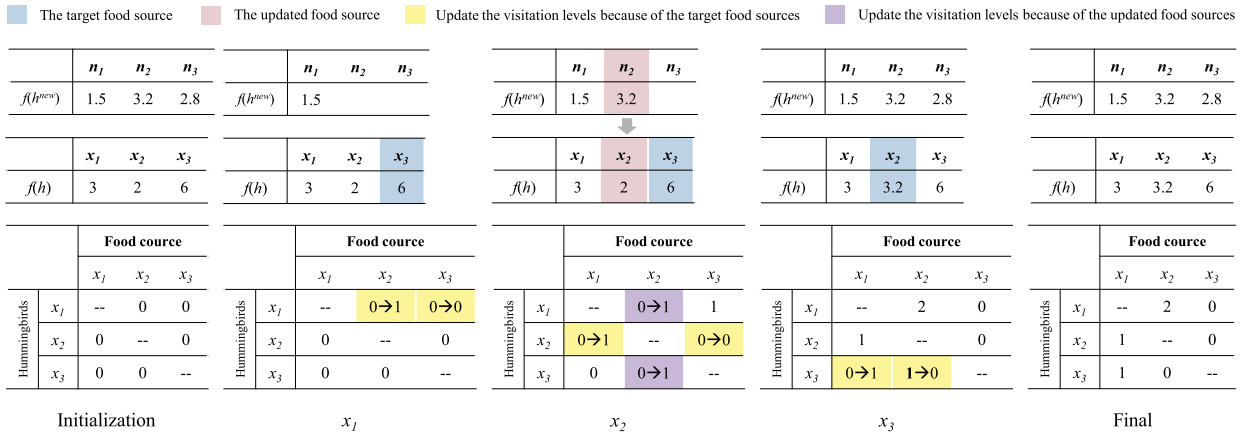 The target food source The updated food source Update the visitation levels because of the target food sources Update the visitation levels because of the updated food sources
n1 n2 n3
f(h^new) 1.5 3.2 2.8
x1 x2 x3
f(h) 3 2 6
Food cource
x1 x2 x3
Hummingbirds
x1 -- 0 0
x2 0 -- 0
x3 0 0 --
Initialization
n1 n2 n3
f(h^new) 1.5
x1 x2 x3
f(h) 3 2 6
Food cource
x1 x2 x3
Hummingbirds
x1 -- 0→1 0→0
x2 0 -- 0
x3 0 0 --
x1
n1 n2 n3
f(h^new) 1.5 3.2
x1 x2 x3
f(h) 3 2 6
Food cource
x1 x2 x3
Hummingbirds
x1 -- 0→1 1
x2 0→1 -- 0→0
x3 0 0→1 --
x2
n1 n2 n3
f(h^new) 1.5 3.2 2.8
x1 x2 x3
f(h) 3 3.2 6
Food cource
x1 x2 x3
Hummingbirds
x1 -- 2 0
x2 1 -- 0
x3 0→1 1→0 --
x3
n1 n2 n3
f(h^new) 1.5 3.2 2.8
x1 x2 x3
f(h) 3 3.2 6
Food cource
x1 x2 x3
Hummingbirds
x1 -- 2 0
x2 1 -- 0
x3 1 0 --
Final